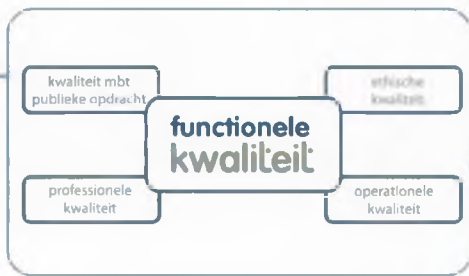 kwaliteit mbt
publieke opdracht
ethische
kwaliteit
functionele
kwaliteit
professionele
kwaliteit
operationele
kwaliteit